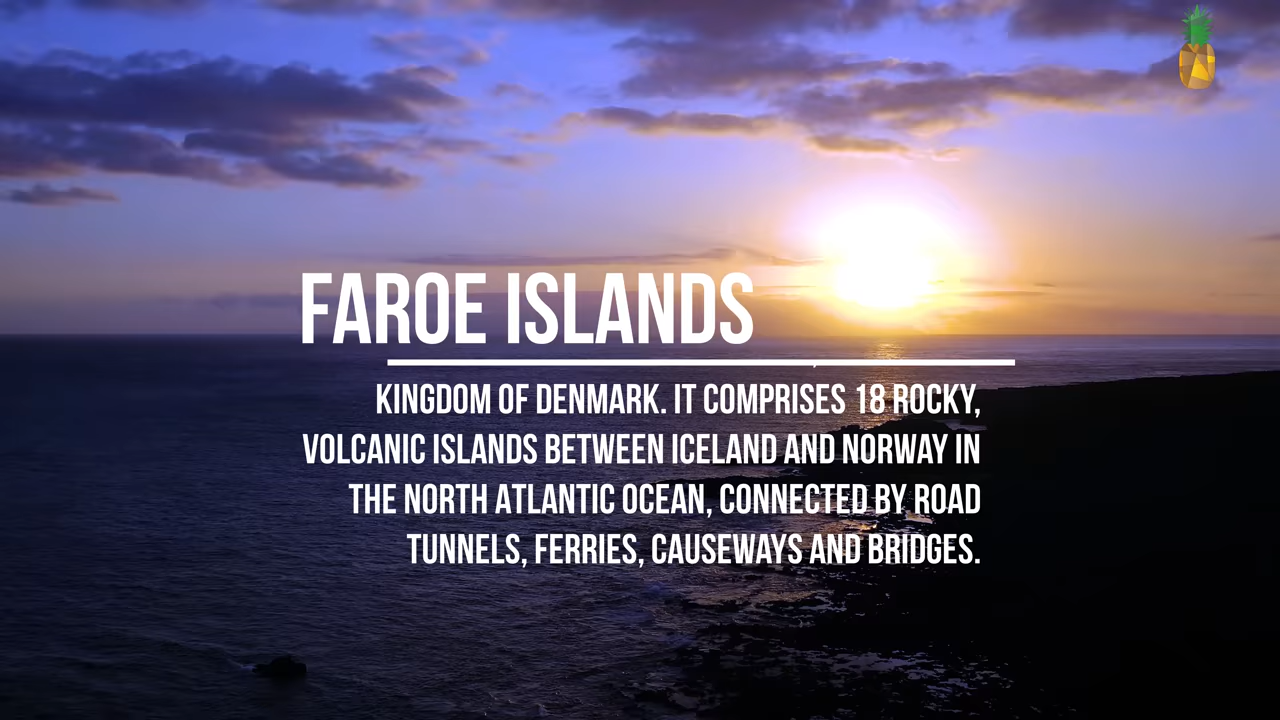 FAROE ISLANDS
KINGDOM OF DENMARK. IT COMPRISES 18 ROCKY,
VOLCANIC ISLANDS BETWEEN ICELAND AND NORWAY IN
THE NORTH ATLANTIC OCEAN, CONNECTED BY ROAD
TUNNELS, FERRIES, CAUSEWAYS AND BRIDGES.